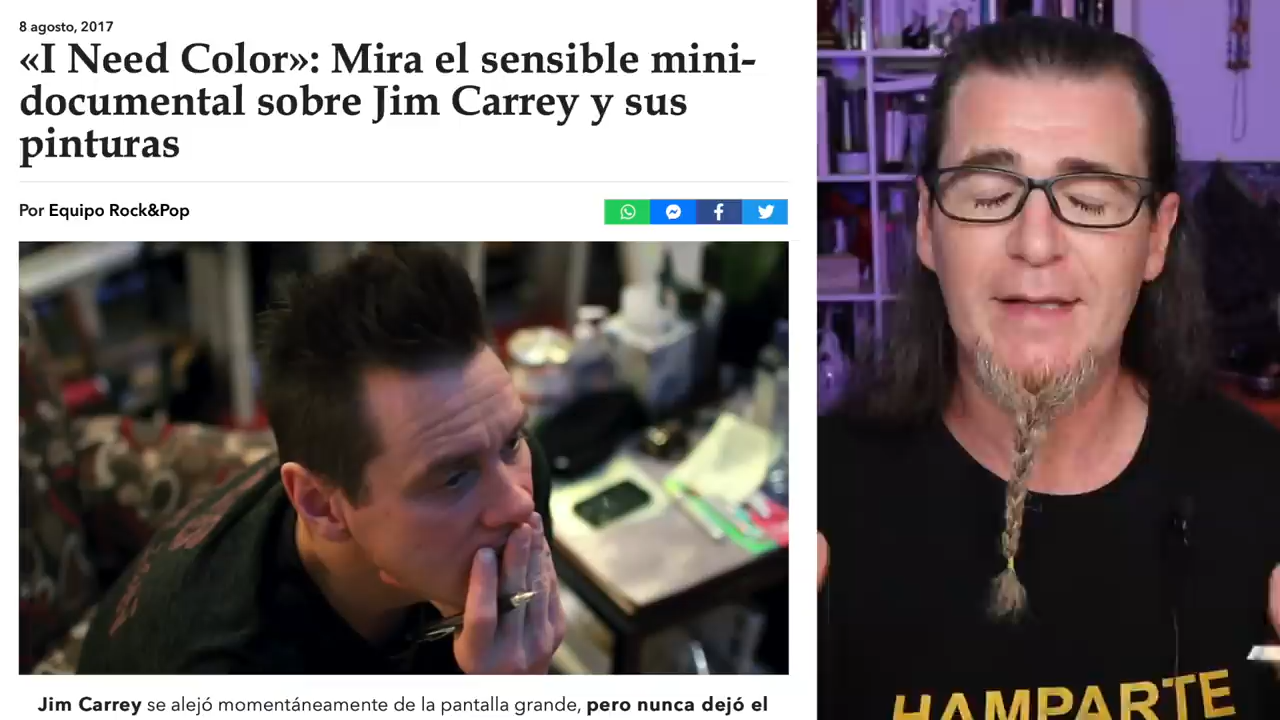 8 agosto, 2017
«I Need Color»: Mira el sensible mini-
documental sobre Jim Carrey y sus
pinturas
Por Equipo Rock&Pop
Jim Carrey se alejó momentáneamente de la pantalla grande, pero nunca dejó el
HAMPARTE